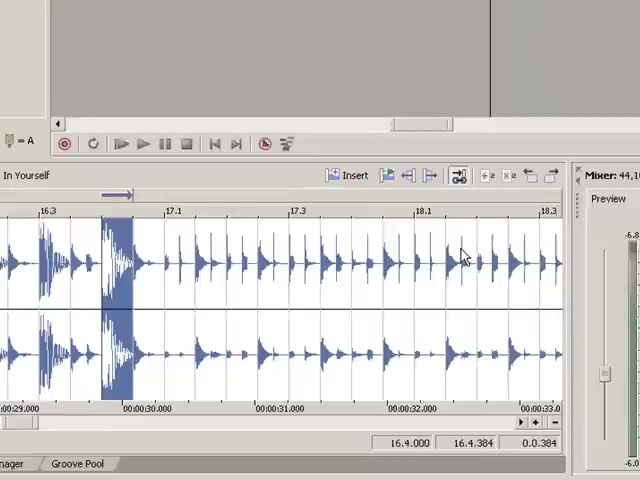 = A
In Yourself
Insert
Mixer: 44,1
Preview
16.3 17.1 17.3 18.1 18.3
-6.8
:00:29.000 00:00:30.000 00:00:31.000 00:00:32.000 00:00:33.0
16.4.000 16.4.384 0.0.384
nager Groove Pool
-6.0